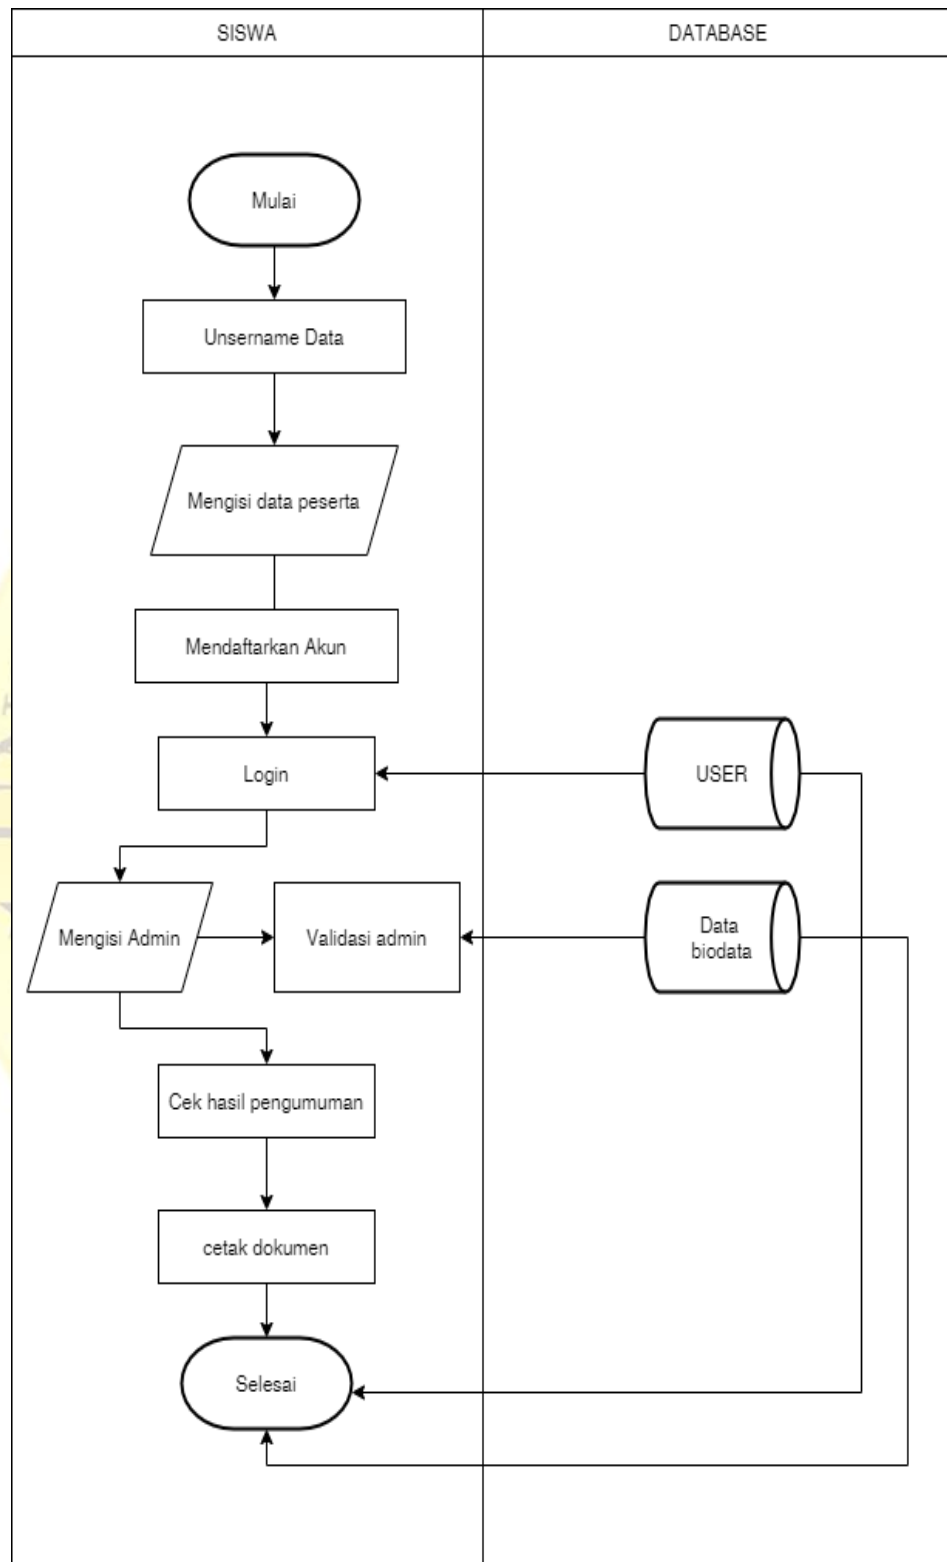 SISWA
DATABASE
Mulai
Unsername Data
Mengisi data peserta
Mendaftarkan Akun
Login
USER
Mengisi Admin
Validasi admin
Data
biodata
Cek hasil pengumuman
cetak dokumen
Selesai